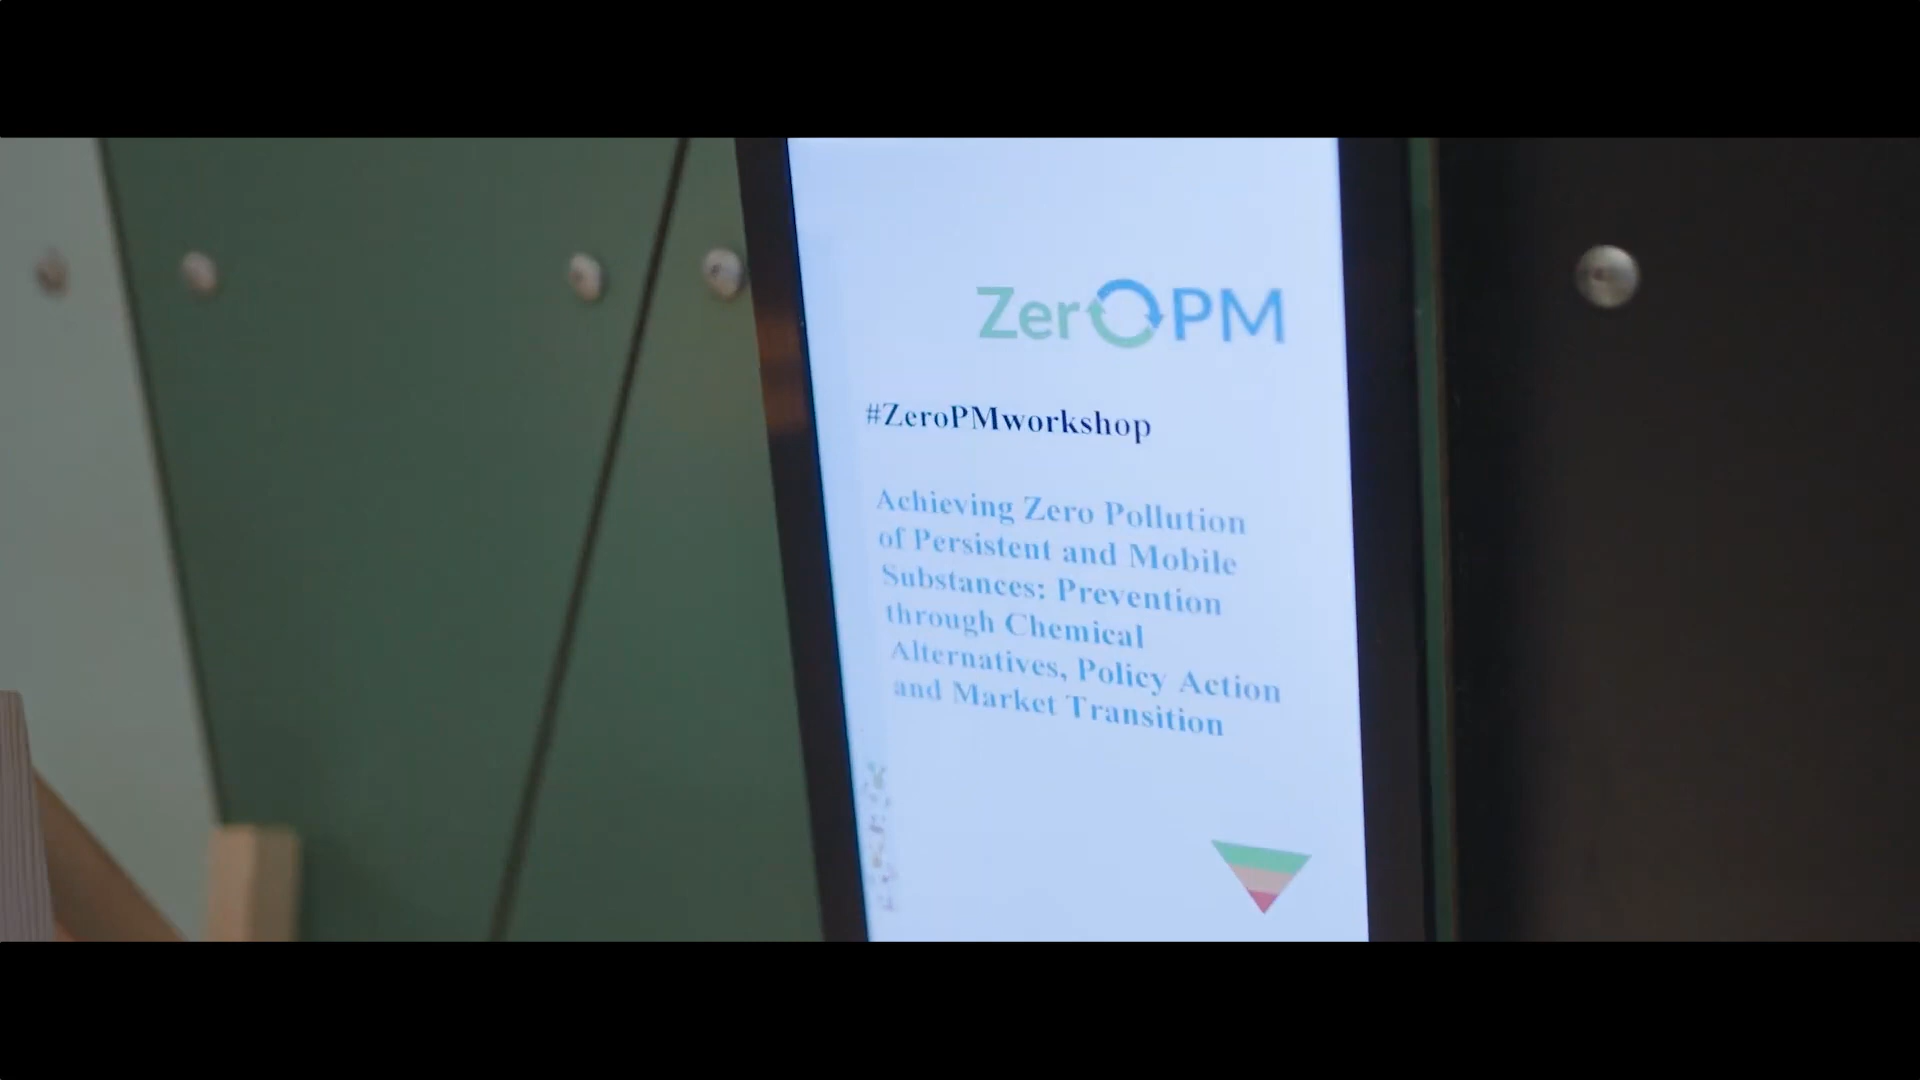 ZerOPM
#ZeroPMworkshop
Achieving Zero Pollution
of Persistent and Mobile
Substances: Prevention
through Chemical
Alternatives, Policy Action
and Market Transition